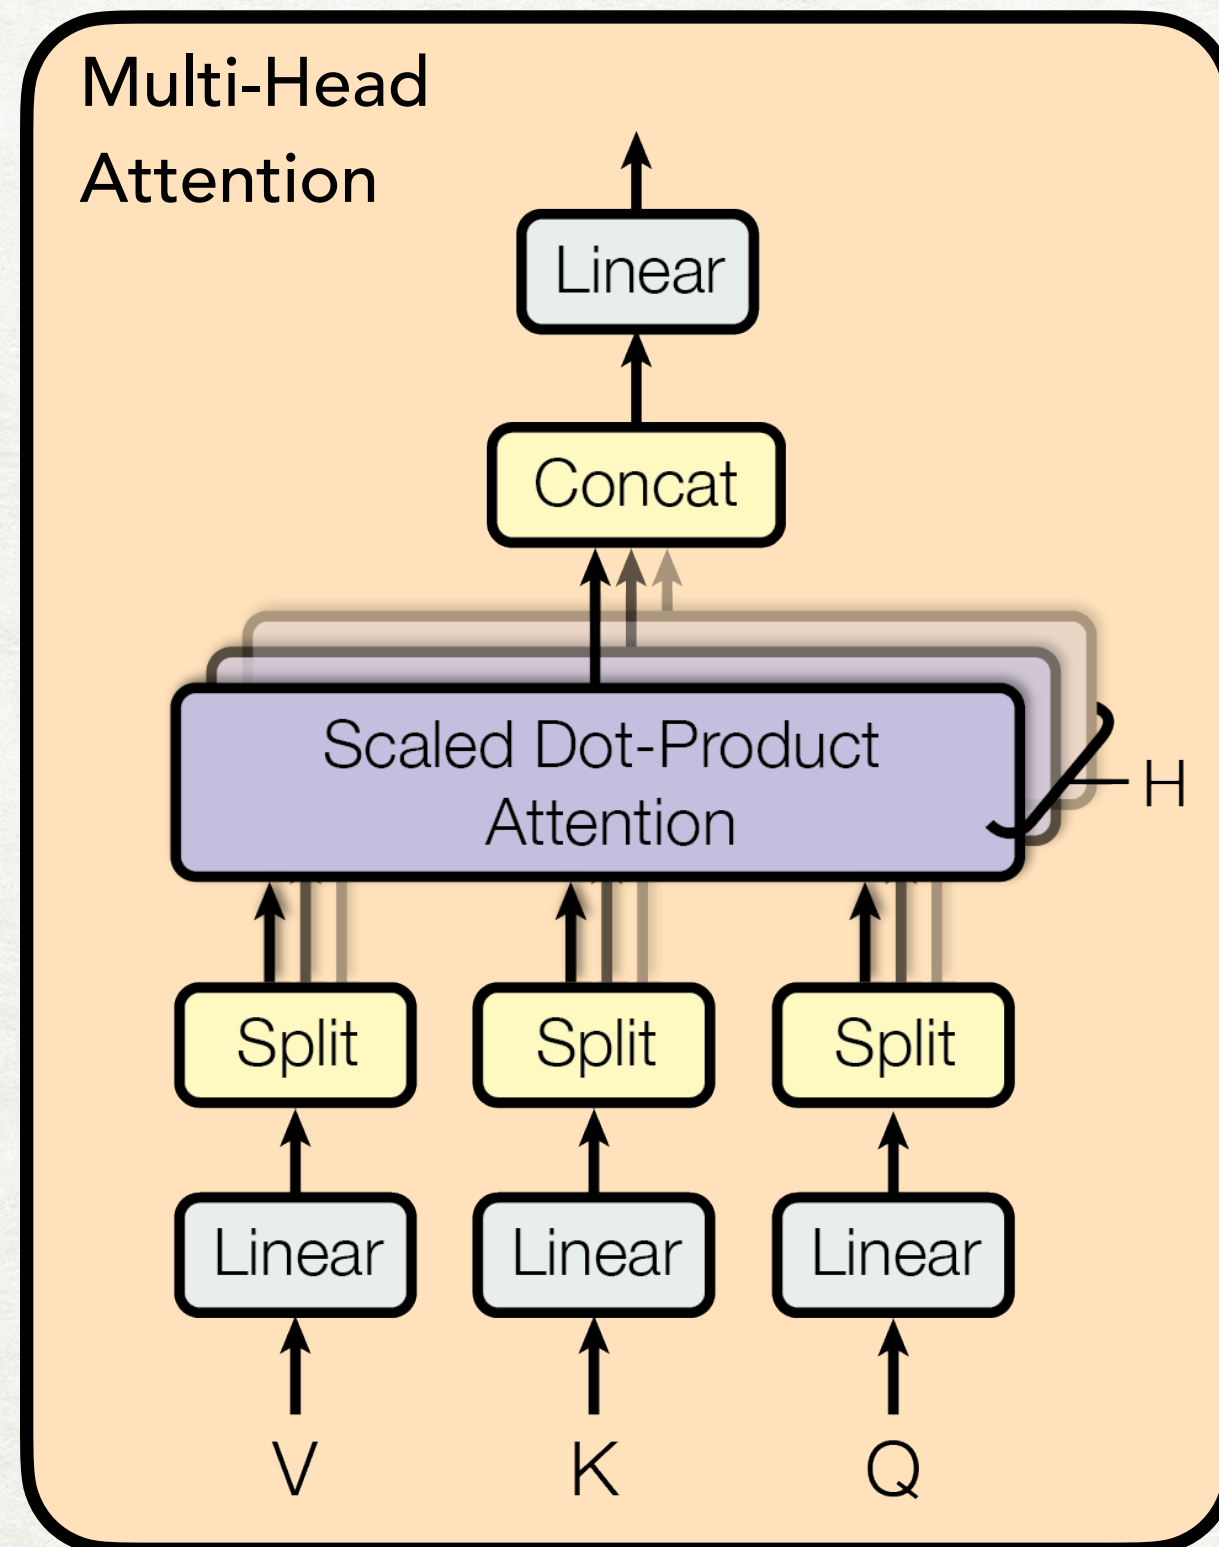 Multi-Head
Attention
Linear
Concat
Scaled Dot-Product
Attention
H
Split
Split
Split
Linear
Linear
Linear
V
K
Q